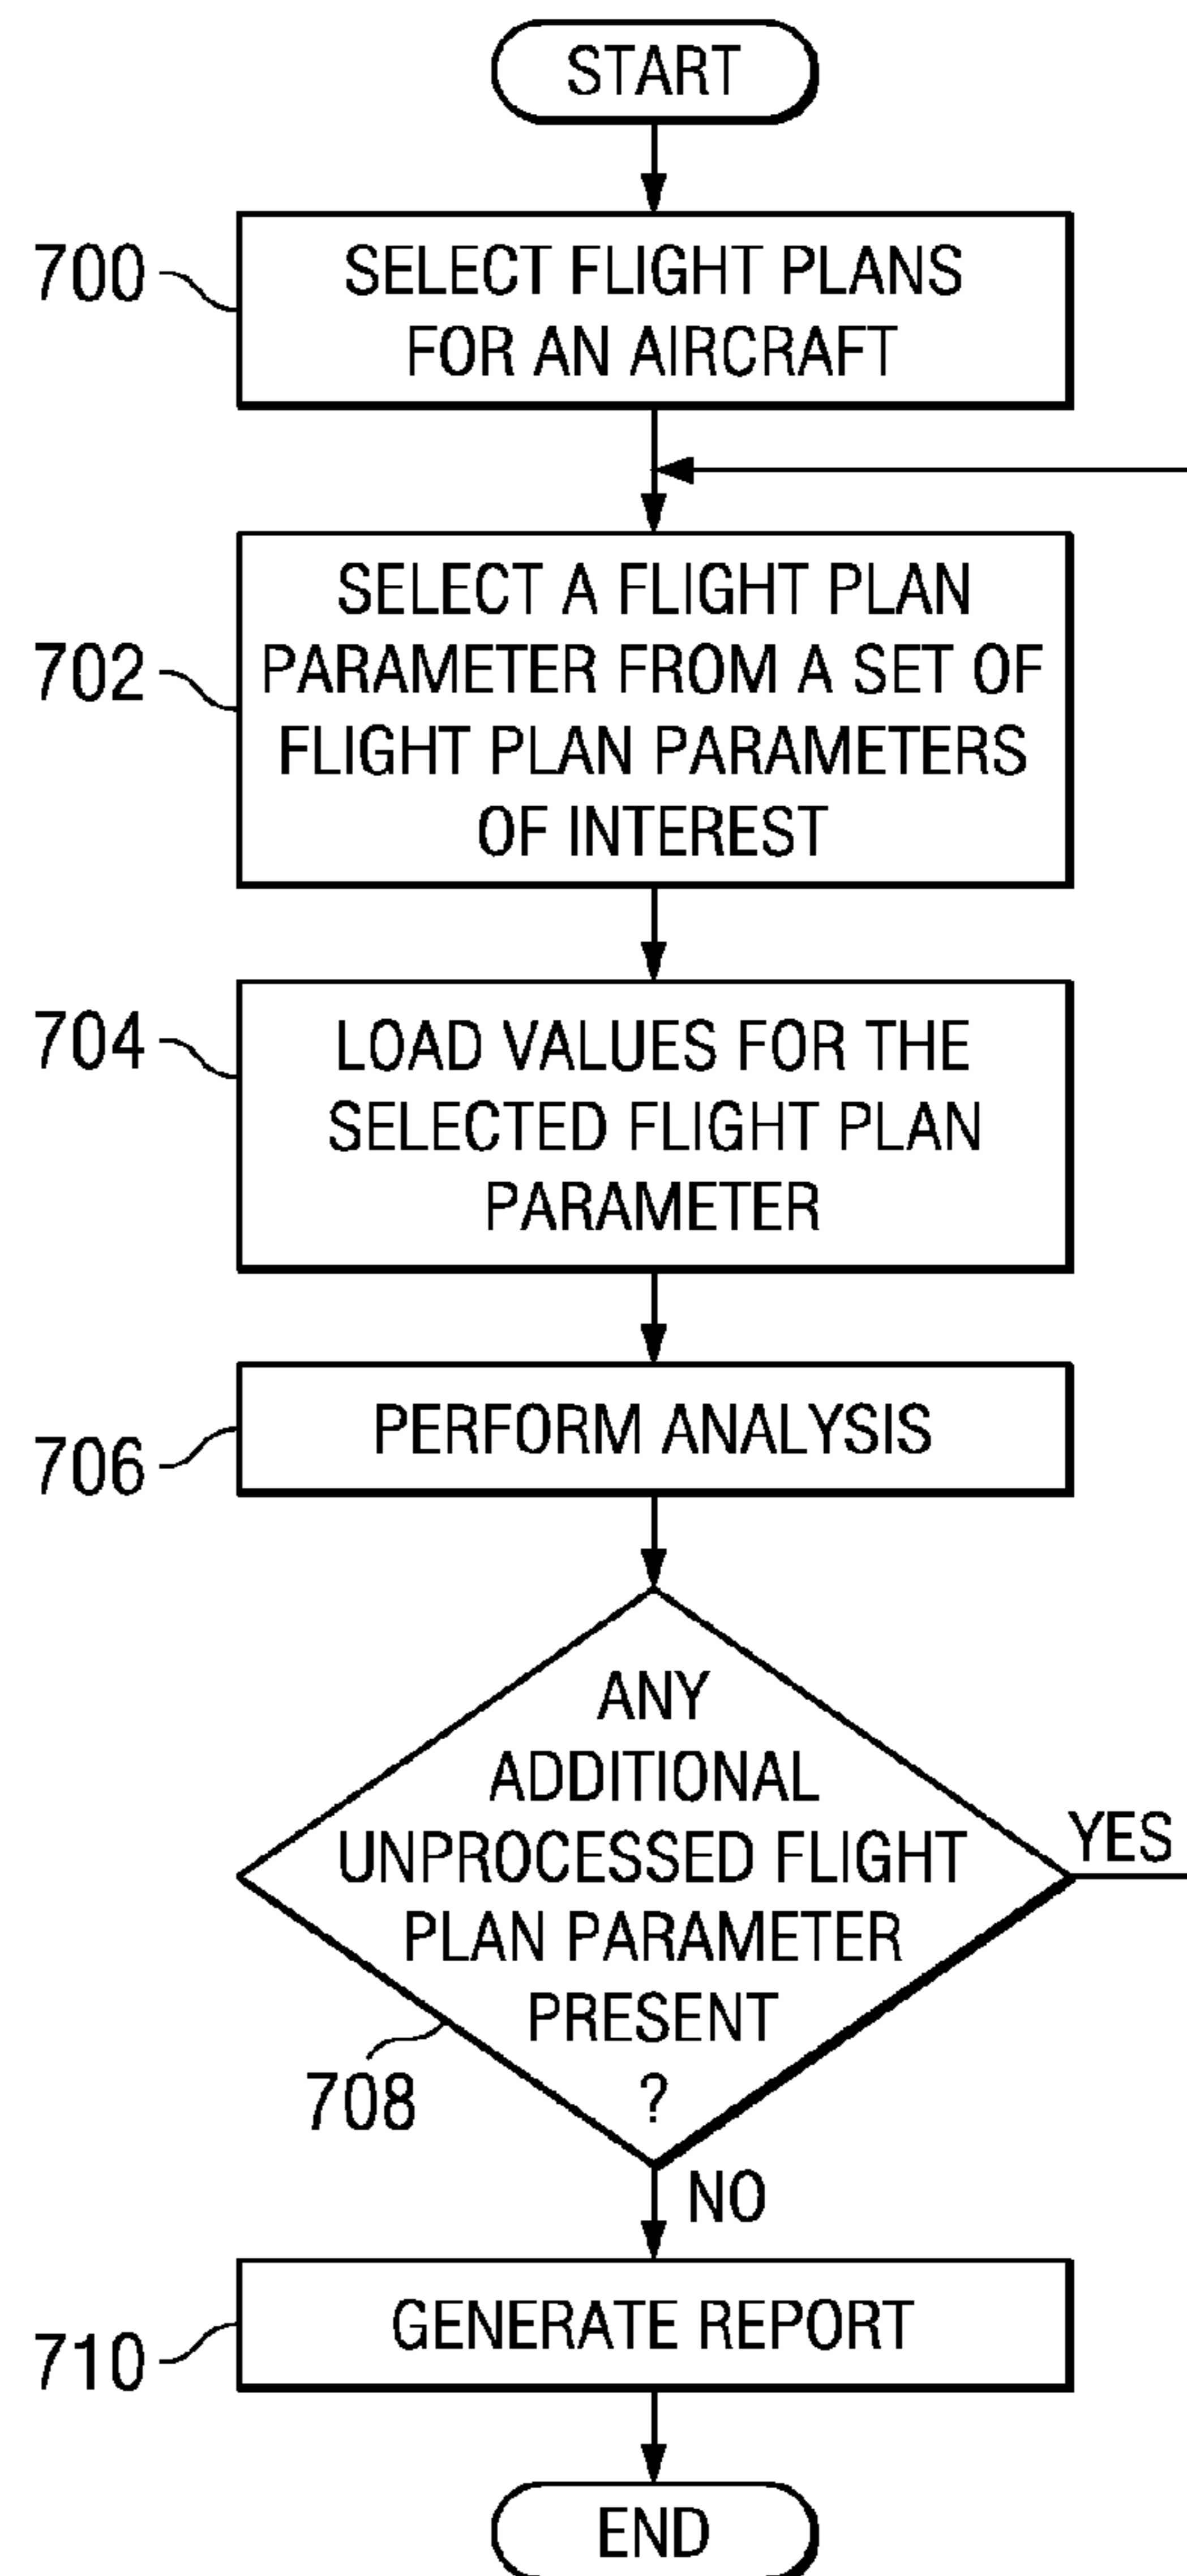 START
700
SELECT FLIGHT PLANS
FOR AN AIRCRAFT
702
SELECT A FLIGHT PLAN
PARAMETER FROM A SET OF
FLIGHT PLAN PARAMETERS
OF INTEREST
704
LOAD VALUES FOR THE
SELECTED FLIGHT PLAN
PARAMETER
706
PERFORM ANALYSIS
ANY
ADDITIONAL
UNPROCESSED FLIGHT
PLAN PARAMETER
PRESENT
?
YES
708
NO
710
GENERATE REPORT
END